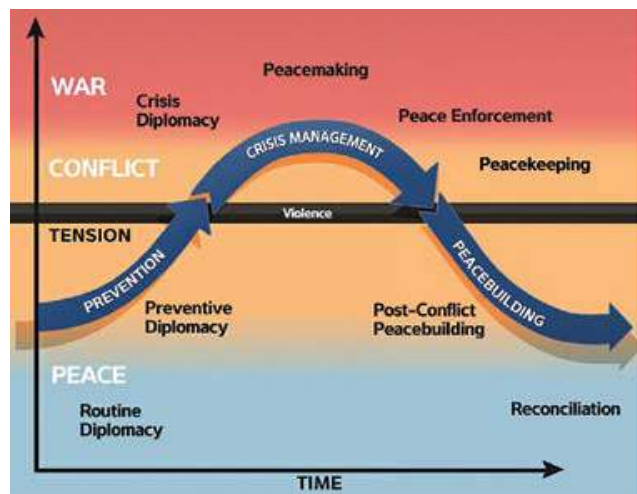 Peacemaking
WAR
Crisis
Diplomacy
Peace Enforcement
CRISIS MANAGEMENT
CONFLICT
Peacekeeping
Violence
TENSION
PREVENTION
PEACEBUILDING
Preventive
Diplomacy
Post-Conflict
Peacebuilding
PEACE
Routine
Diplomacy
Reconciliation
TIME